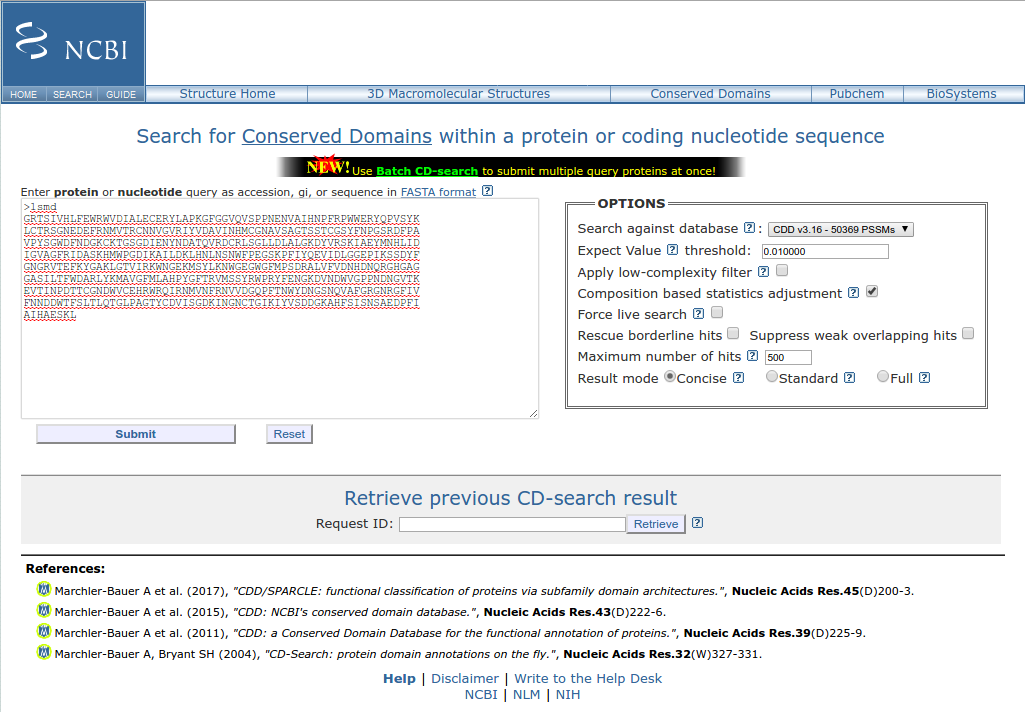 NCBI
HOME SEARCH GUIDE Structure Home 3D Macromolecular Structures Conserved Domains Pubchem BioSystems
Search for Conserved Domains within a protein or coding nucleotide sequence
NEW! Use Batch CD-search to submit multiple query proteins at once!
Enter protein or nucleotide query as accession, gi, or sequence in FASTA format ?
>1smd
GRTSIVHLFEWRWVDIALECERYLAPKGFGGVQVSPPNENVAIHNPFRPWWERYQPVSYK
LCTRSGNEDEFRNMVTRCNNVGVRIYVDAVINHMCGNAVSAGTSSTCGSYFNPGSRDFPA
VPYSGWDFNDGKCKTGSGDIENYNDATQVRDCRLSGLLDLALGKDYVRSKIAEYMNHLID
IGVAGFRIDASKHMWPGDIKAILDKLHNLNSNWFPEGSKPFIYQEVIDLGGEPIKSSDYF
GNGRVTEFKYGAKLGTVIRKWNGEKMSYLKNWGEGWGFMPSDRALVFVDNHDNQRGHGAG
GASILTFWDARLYKMAVGFMLAHPYGFTRVMSSYRWPRYFENGKDVNDWVGPPNDNGVTK
EVTINPDTTCGNDWVCEHRWRQIRNMVNFRNVVDGQPFTNWYDNGSNQVAFGRGNRGFIV
FNNDDWTFSLTLQTGLPAGTYCDVISGDKINGNCTGIKIYVSDDGKAHFSISNSAEDPFI
AIHAESKL
Submit Reset
OPTIONS
Search against database ? : CDD v3.16 - 50369 PSSMs ▼
Expect Value ? threshold: 0.010000
Apply low-complexity filter ?
Composition based statistics adjustment ?
Force live search ?
Rescue borderline hits Suppress weak overlapping hits
Maximum number of hits ? 500
Result mode Concise ? Standard ? Full ?
Retrieve previous CD-search result
Request ID: Retrieve ?
References:
Marchler-Bauer A et al. (2017), "CDD/SPARCLE: functional classification of proteins via subfamily domain architectures.", Nucleic Acids Res.45(D)200-3.
Marchler-Bauer A et al. (2015), "CDD: NCBI's conserved domain database.", Nucleic Acids Res.43(D)222-6.
Marchler-Bauer A et al. (2011), "CDD: a Conserved Domain Database for the functional annotation of proteins.", Nucleic Acids Res.39(D)225-9.
Marchler-Bauer A, Bryant SH (2004), "CD-Search: protein domain annotations on the fly.", Nucleic Acids Res.32(W)327-331.
Help | Disclaimer | Write to the Help Desk
NCBI | NLM | NIH